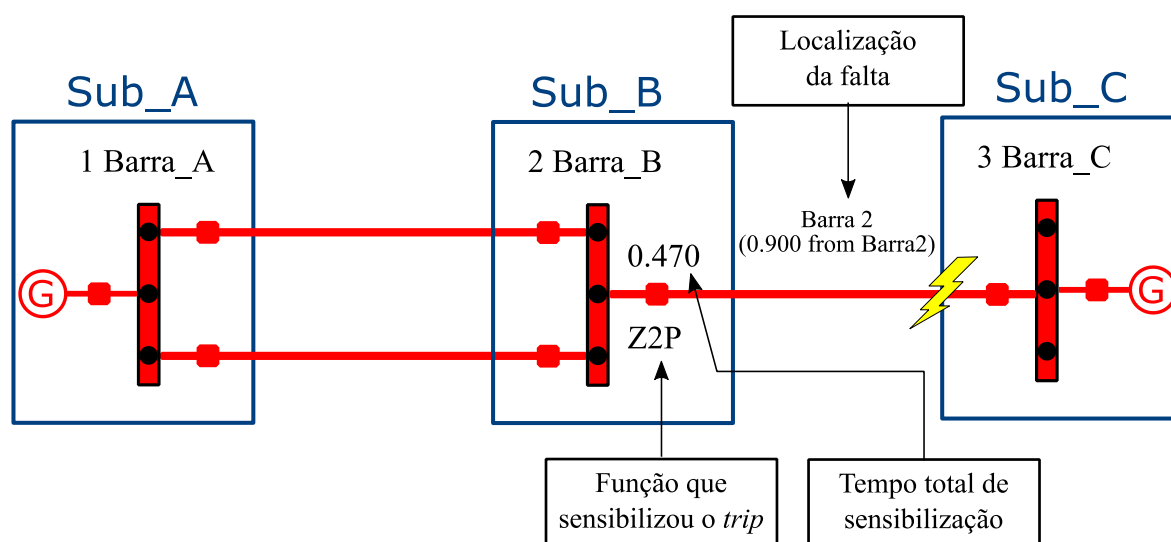 Localização
da falta
Sub_A
Sub_B
Sub_C
1 Barra_A
2 Barra_B
3 Barra_C
Barra 2
(0.900 from Barra2)
0.470
G
G
Z2P
Função que
sensibilizou o trip
Tempo total de
sensibilização